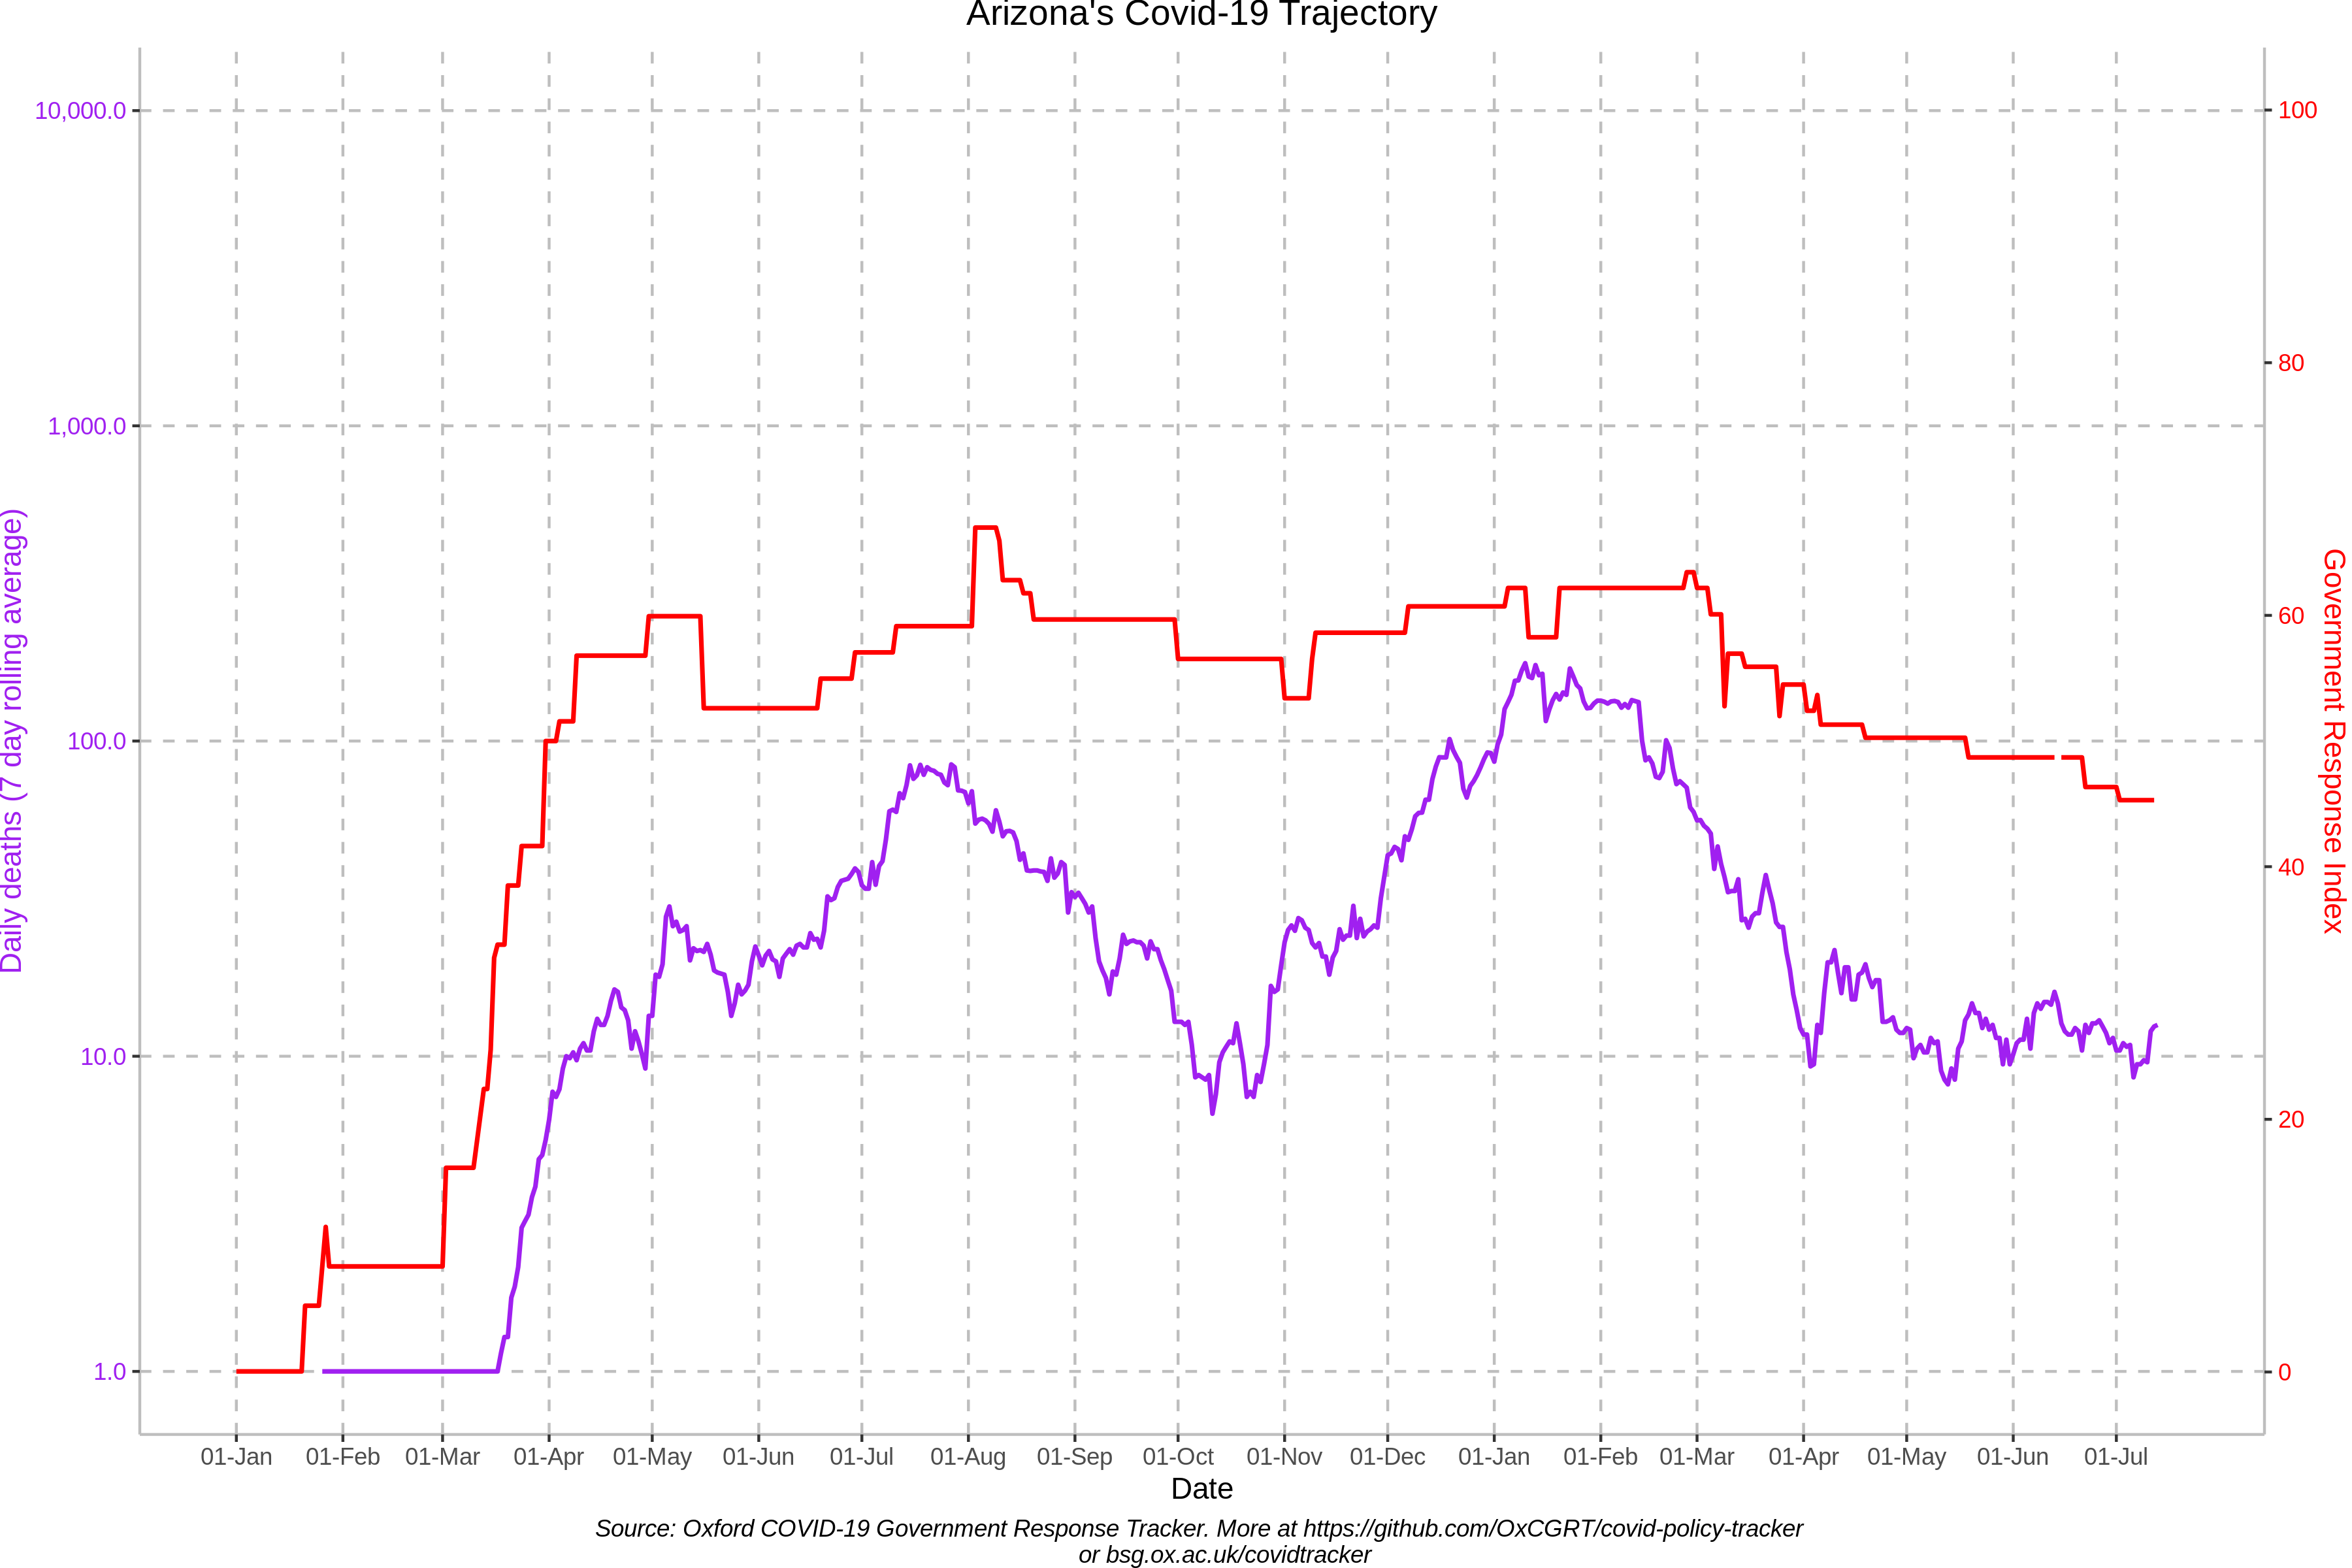 Arizona's Covid-19 Trajectory
10,000.0
1,000.0
100.0
10.0
1.0
Daily deaths (7 day rolling average)
100
80
60
40
20
0
Government Response Index
01-Jan 01-Feb 01-Mar 01-Apr 01-May 01-Jun 01-Jul 01-Aug 01-Sep 01-Oct 01-Nov 01-Dec 01-Jan 01-Feb 01-Mar 01-Apr 01-May 01-Jun 01-Jul
Date
Source: Oxford COVID-19 Government Response Tracker. More at https://github.com/OxCGRT/covid-policy-tracker
or bsg.ox.ac.uk/covidtracker